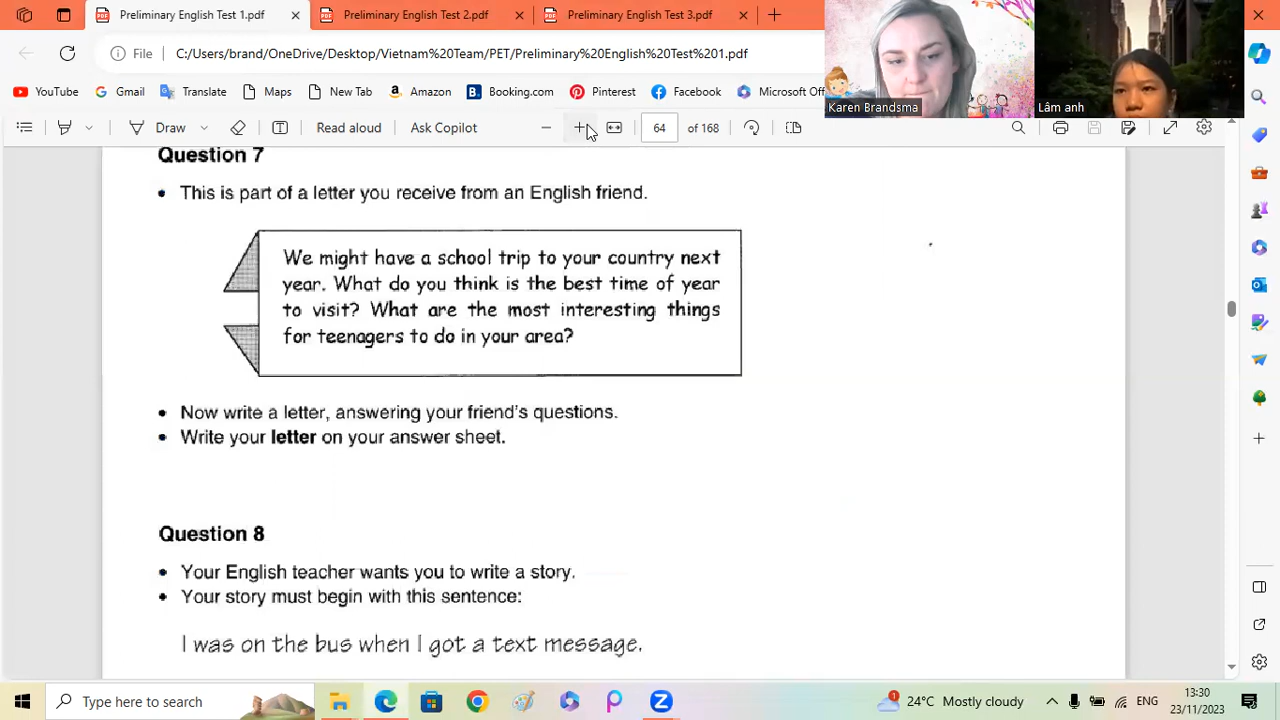 Preliminary English Test 1.pdf
Preliminary English Test 2.pdf
Preliminary English Test 3.pdf
File
C:/Users/brand/OneDrive/Desktop/Vietnam%20Team/PET/Preliminary%20English%20Test%201.pdf
YouTube
Gmail
Translate
Maps
New Tab
Amazon
Booking.com
Pinterest
Facebook
Microsoft Offi
Karen Brandsma
Lâm anh
Draw
Read aloud
Ask Copilot
64
of 168
Question 7
• This is part of a letter you receive from an English friend.
We might have a school trip to your country next
year. What do you think is the best time of year
to visit? What are the most interesting things
for teenagers to do in your area?
• Now write a letter, answering your friend's questions.
• Write your letter on your answer sheet.
Question 8
• Your English teacher wants you to write a story.
• Your story must begin with this sentence:
I was on the bus when I got a text message.
Type here to search
1
24°C Mostly cloudy
ENG
13:30
23/11/2023